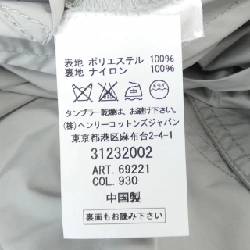 表地 ポリエステル 100%
裏地 ナイロン 100%
タンブラー乾燥は、お避け下さい。
(株)ヘンリーコットンズジャパン
東京都港区麻布台2-4-1
31232002
ART. 69221
COL. 930
中国製
裏面もお読み下さい